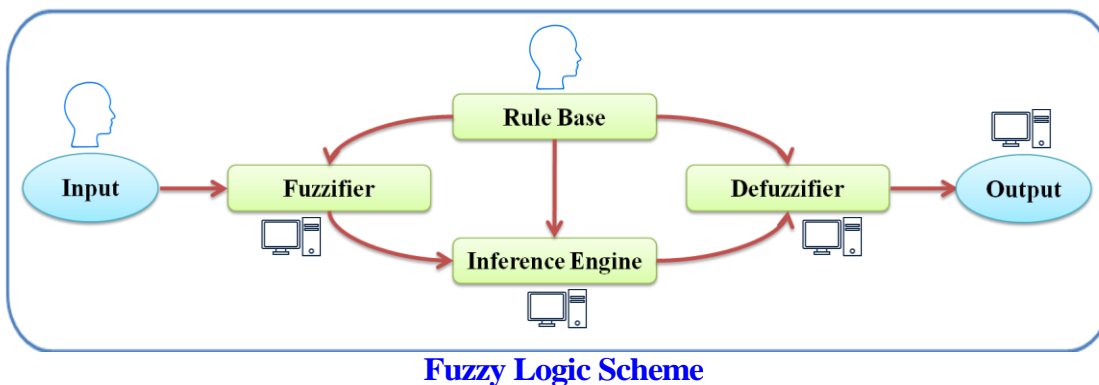 Rule Base
Input
Fuzzifier
Defuzzifier
Output
Inference Engine
Fuzzy Logic Scheme